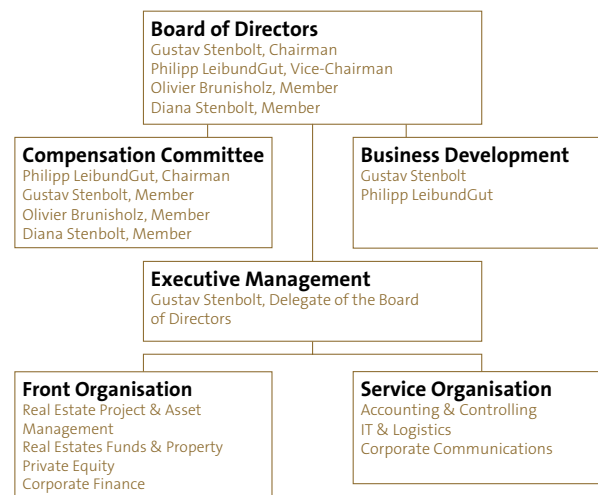 Board of Directors
Gustav Stenbolt, Chairman
Philipp LeibundGut, Vice-Chairman
Olivier Brunisholz, Member
Diana Stenbolt, Member
Compensation Committee
Philipp LeibundGut, Chairman
Gustav Stenbolt, Member
Olivier Brunisholz, Member
Diana Stenbolt, Member
Business Development
Gustav Stenbolt
Philipp LeibundGut
Executive Management
Gustav Stenbolt, Delegate of the Board
of Directors
Front Organisation
Real Estate Project & Asset
Management
Real Estates Funds & Property
Private Equity
Corporate Finance
Service Organisation
Accounting & Controlling
IT & Logistics
Corporate Communications